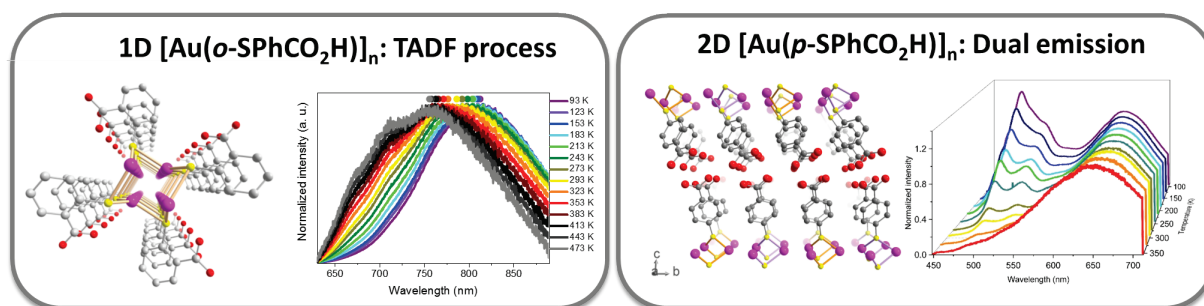 1D [Au(o-SPhCO₂H)]ₙ: TADF process
Normalized intensity (a. u.)
93 K
123 K
153 K
183 K
213 K
243 K
273 K
293 K
323 K
353 K
383 K
413 K
443 K
473 K
650 700 750 800 850
Wavelength (nm)
2D [Au(p-SPhCO₂H)]ₙ: Dual emission
c
a b
Normalized intensity
1.2
0.8
0.4
0.0
450 500 550 600 650 700
Wavelength (nm)
100
150
200
250
300
350
Temperature (K)